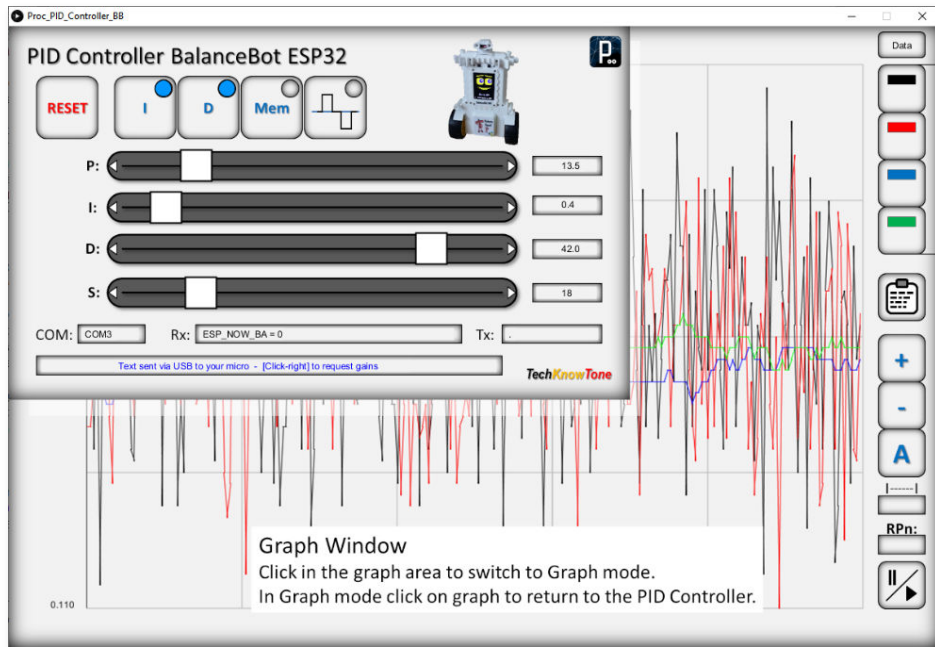 Proc_PID_Controller_BB
PID Controller BalanceBot ESP32
Data
RESET
I
D
Mem
P:
13.5
I:
0.4
D:
42.0
S:
18
COM:
COM3
Rx:
ESP_NOW_BA = 0
Tx:
.
Text sent via USB to your micro - [Click-right] to request gains
TechKnowTone
+
-
A
|------|
RPn:
Graph Window
Click in the graph area to switch to Graph mode.
In Graph mode click on graph to return to the PID Controller.
0.110